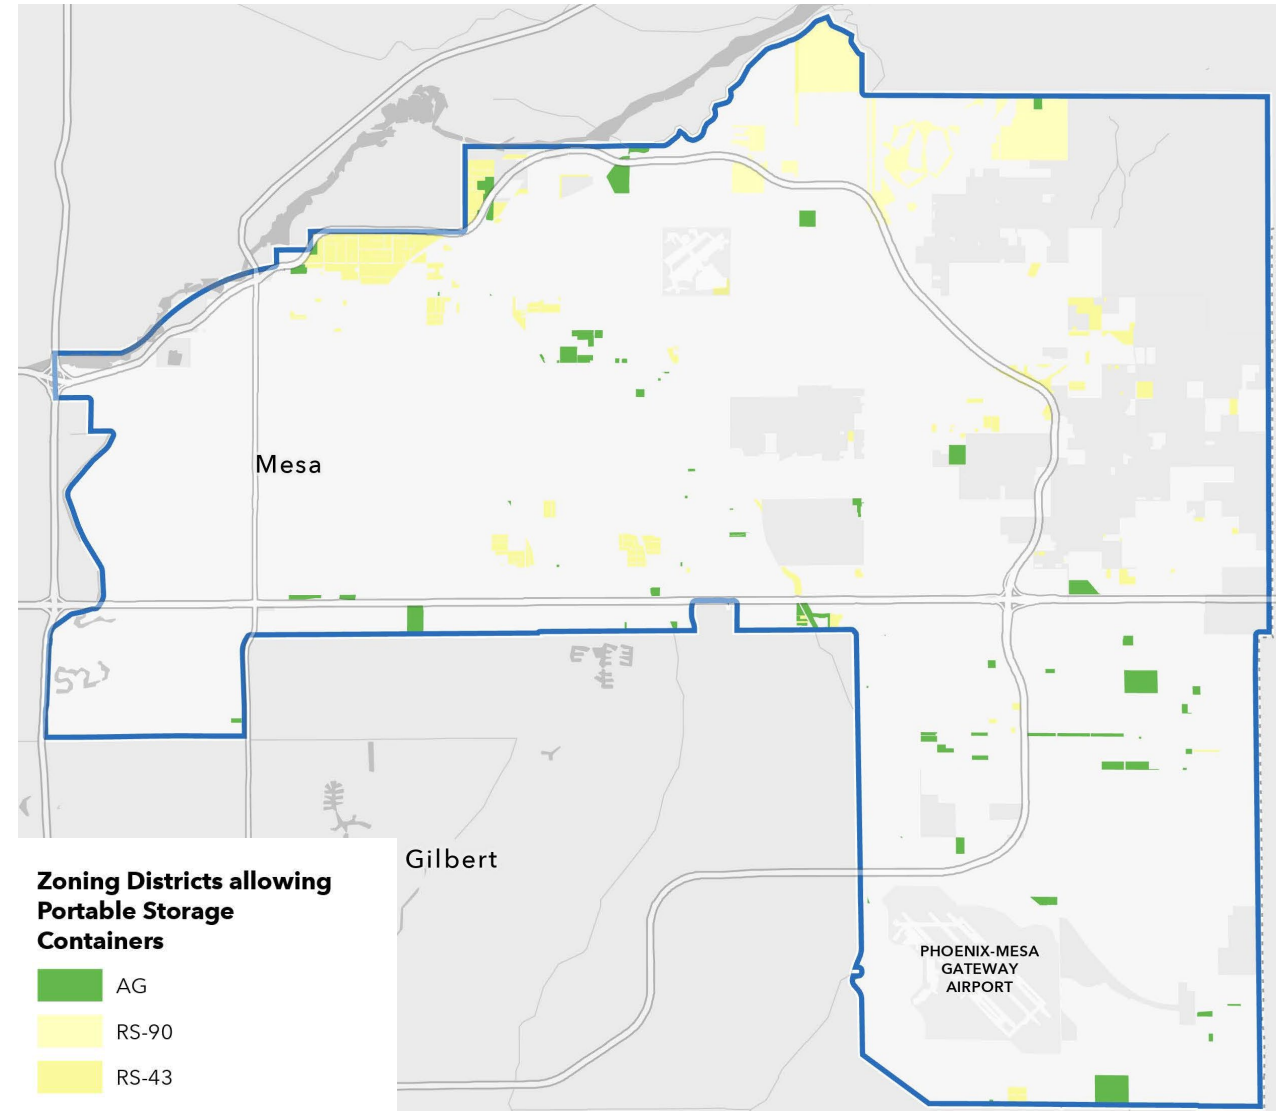 Mesa
Gilbert
PHOENIX-MESA
GATEWAY
AIRPORT
Zoning Districts allowing
Portable Storage
Containers
AG
RS-90
RS-43